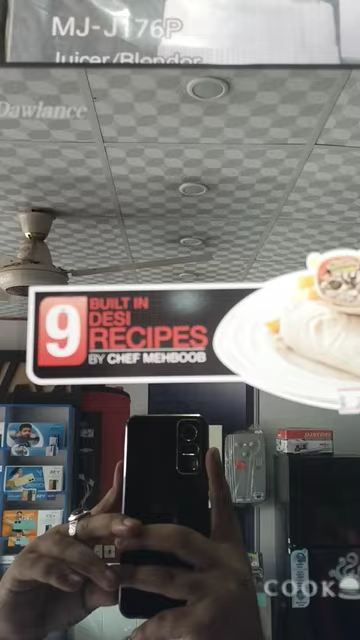 MJ-J176P
Juicer/Blender
Dawlance
9
BUILT IN
DESI
RECIPES
BY CHEF MEHBOOB
COOK